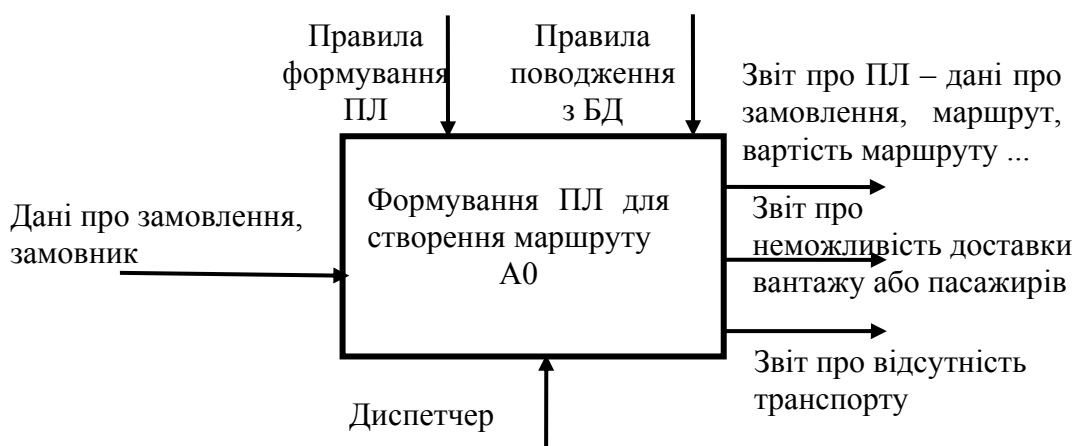 Правила
формування
ПЛ
Правила
поводження
з БД
Звіт про ПЛ – дані про
замовлення, маршрут,
вартість маршруту ...
Дані про замовлення,
замовник
Формування ПЛ для
створення маршруту
А0
Звіт про
неможливість доставки
вантажу або пасажирів
Звіт про відсутність
транспорту
Диспетчер